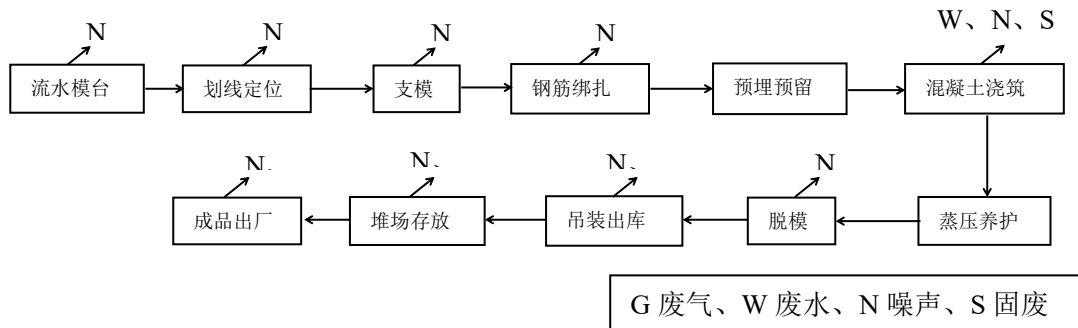 N N N N W、N、S
流水模台 划线定位 支模 钢筋绑扎 预埋预留 混凝土浇筑
N、 N、 N、 N
成品出厂 堆场存放 吊装出库 脱模 蒸压养护
G 废气、W 废水、N 噪声、S 固废